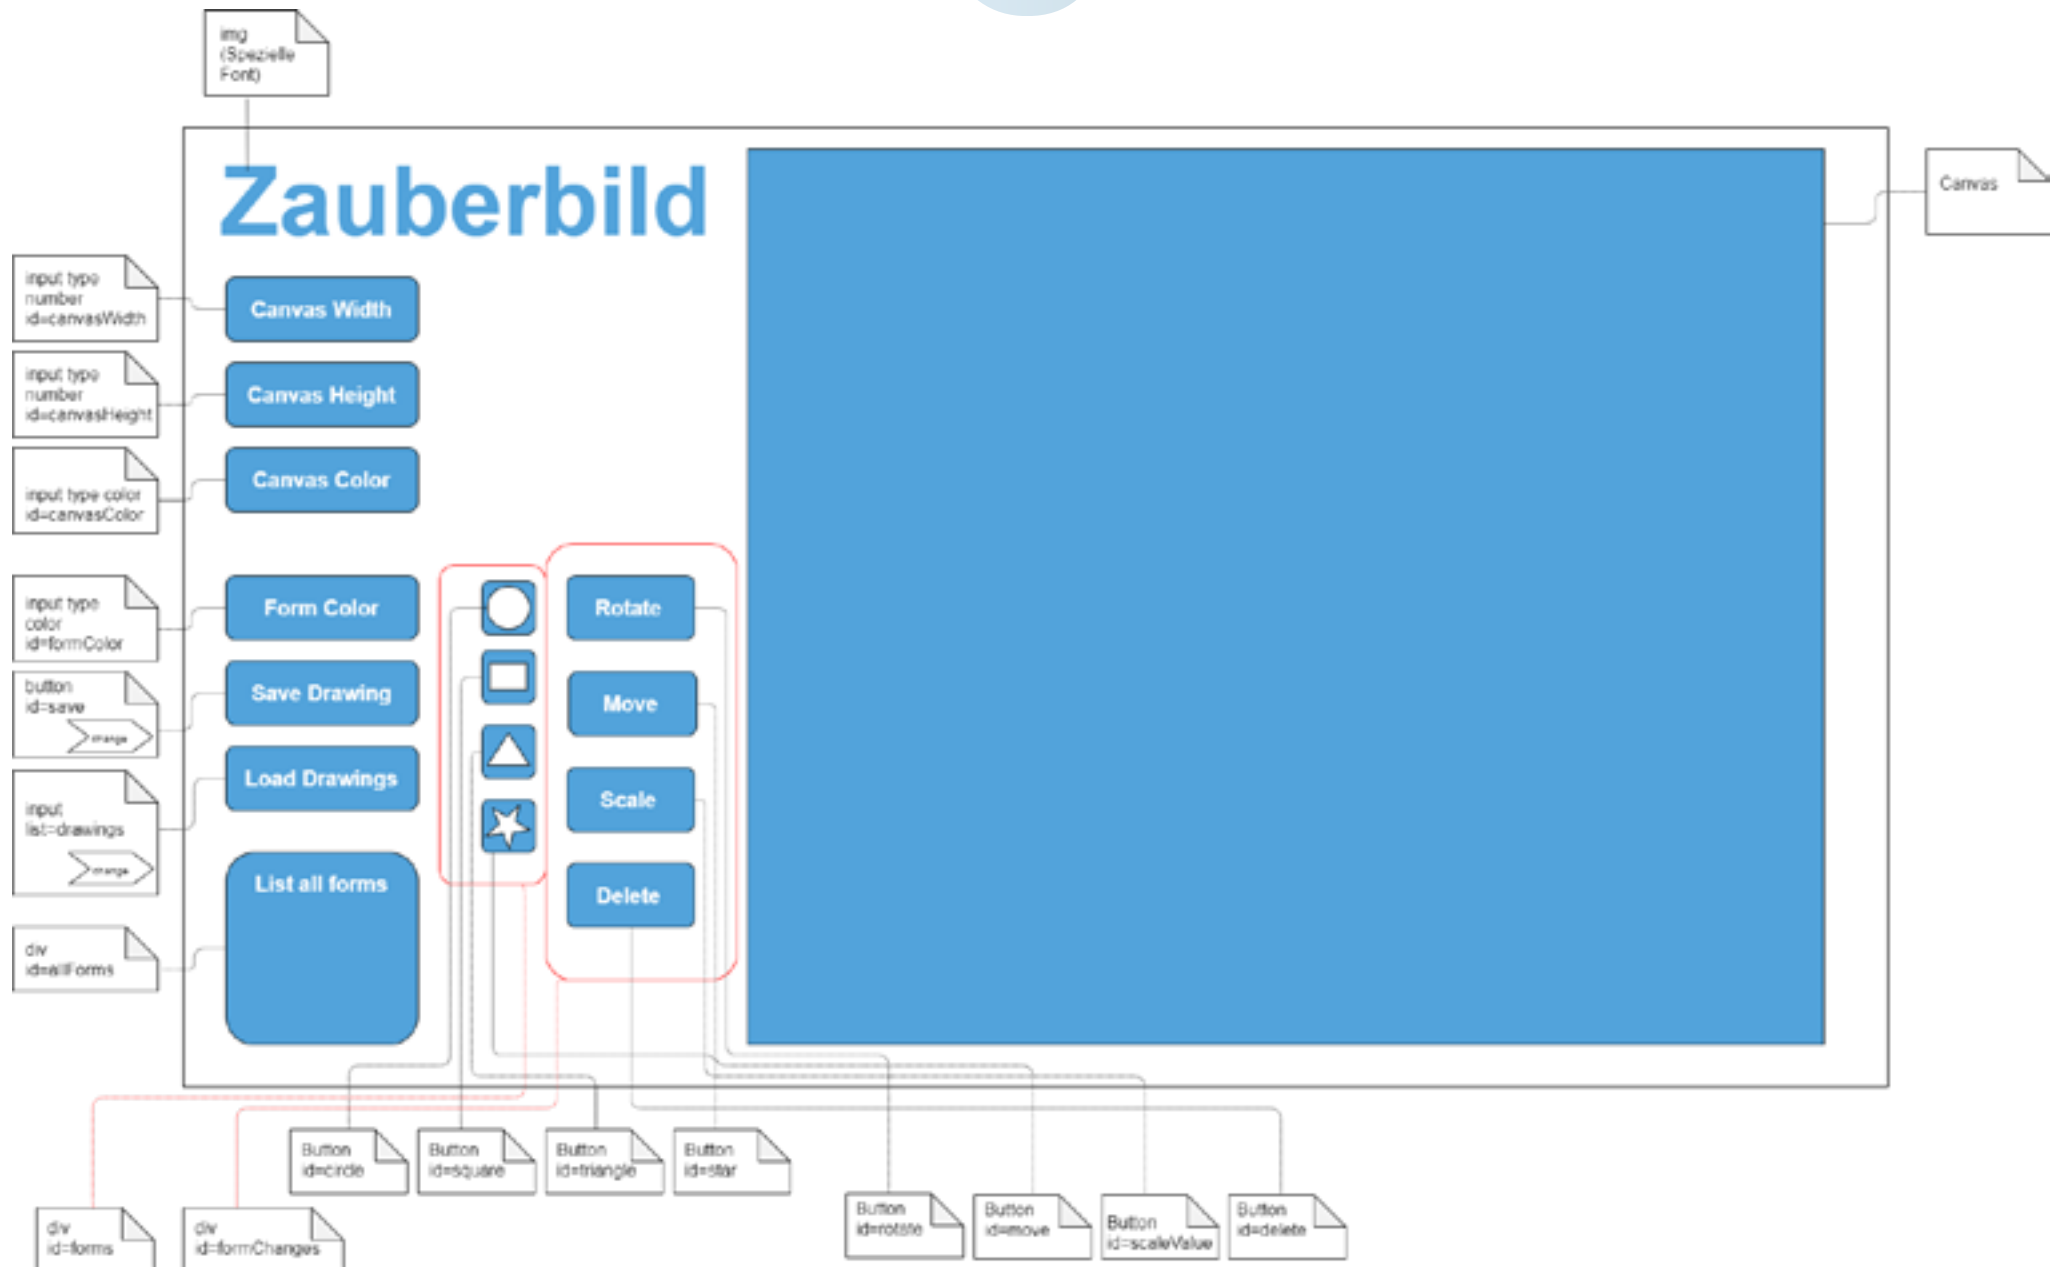 img
(Spezielle
Font)
Zauberbild
Canvas
input type
number
id=canvasWidth
Canvas Width
input type
number
id=canvasHeight
Canvas Height
input type color
id=canvasColor
Canvas Color
input type
color
id=formColor
Form Color
Rotate
button
id=save
change
Save Drawing
Move
input
list=drawings
change
Load Drawings
Scale
List all forms
Delete
div
id=allForms
Button
id=circle
Button
id=square
Button
id=triangle
Button
id=star
div
id=forms
div
id=formChanges
Button
id=rotate
Button
id=move
Button
id=scaleValue
Button
id=delete